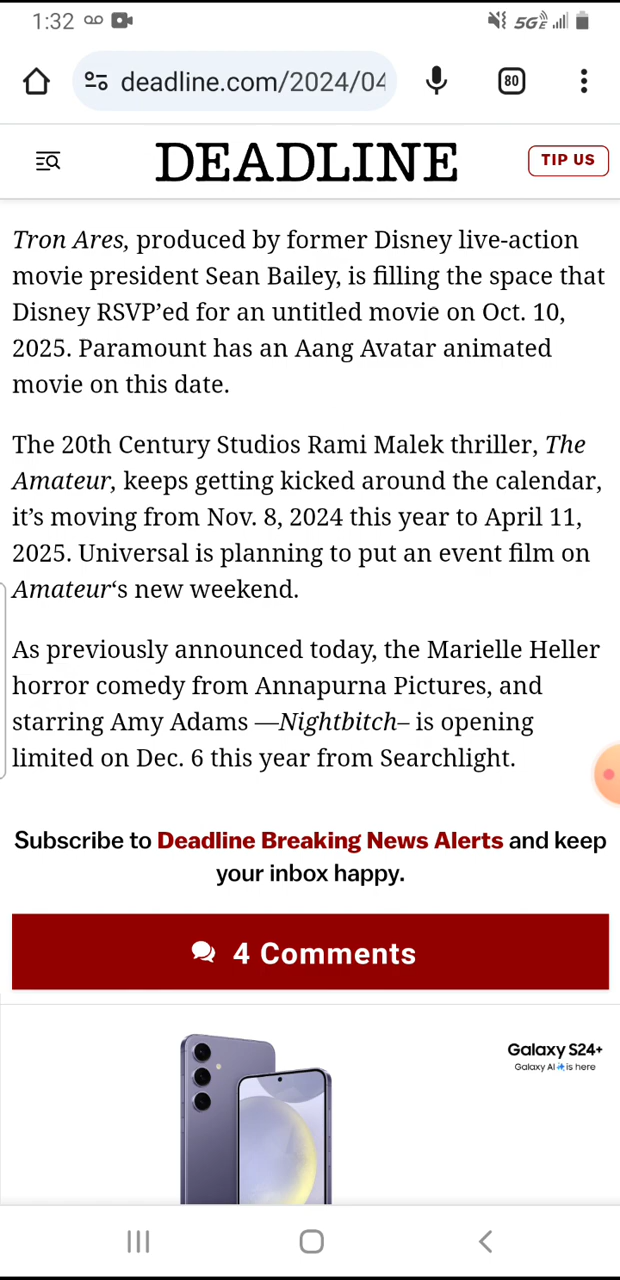 1:32
5GE
deadline.com/2024/04
80
DEADLINE
TIP US
Tron Ares, produced by former Disney live-action
movie president Sean Bailey, is filling the space that
Disney RSVP’ed for an untitled movie on Oct. 10,
2025. Paramount has an Aang Avatar animated
movie on this date.
The 20th Century Studios Rami Malek thriller, The
Amateur, keeps getting kicked around the calendar,
it’s moving from Nov. 8, 2024 this year to April 11,
2025. Universal is planning to put an event film on
Amateur‘s new weekend.
As previously announced today, the Marielle Heller
horror comedy from Annapurna Pictures, and
starring Amy Adams —Nightbitch– is opening
limited on Dec. 6 this year from Searchlight.
Subscribe to Deadline Breaking News Alerts and keep
your inbox happy.
4 Comments
Galaxy S24+
Galaxy AI is here